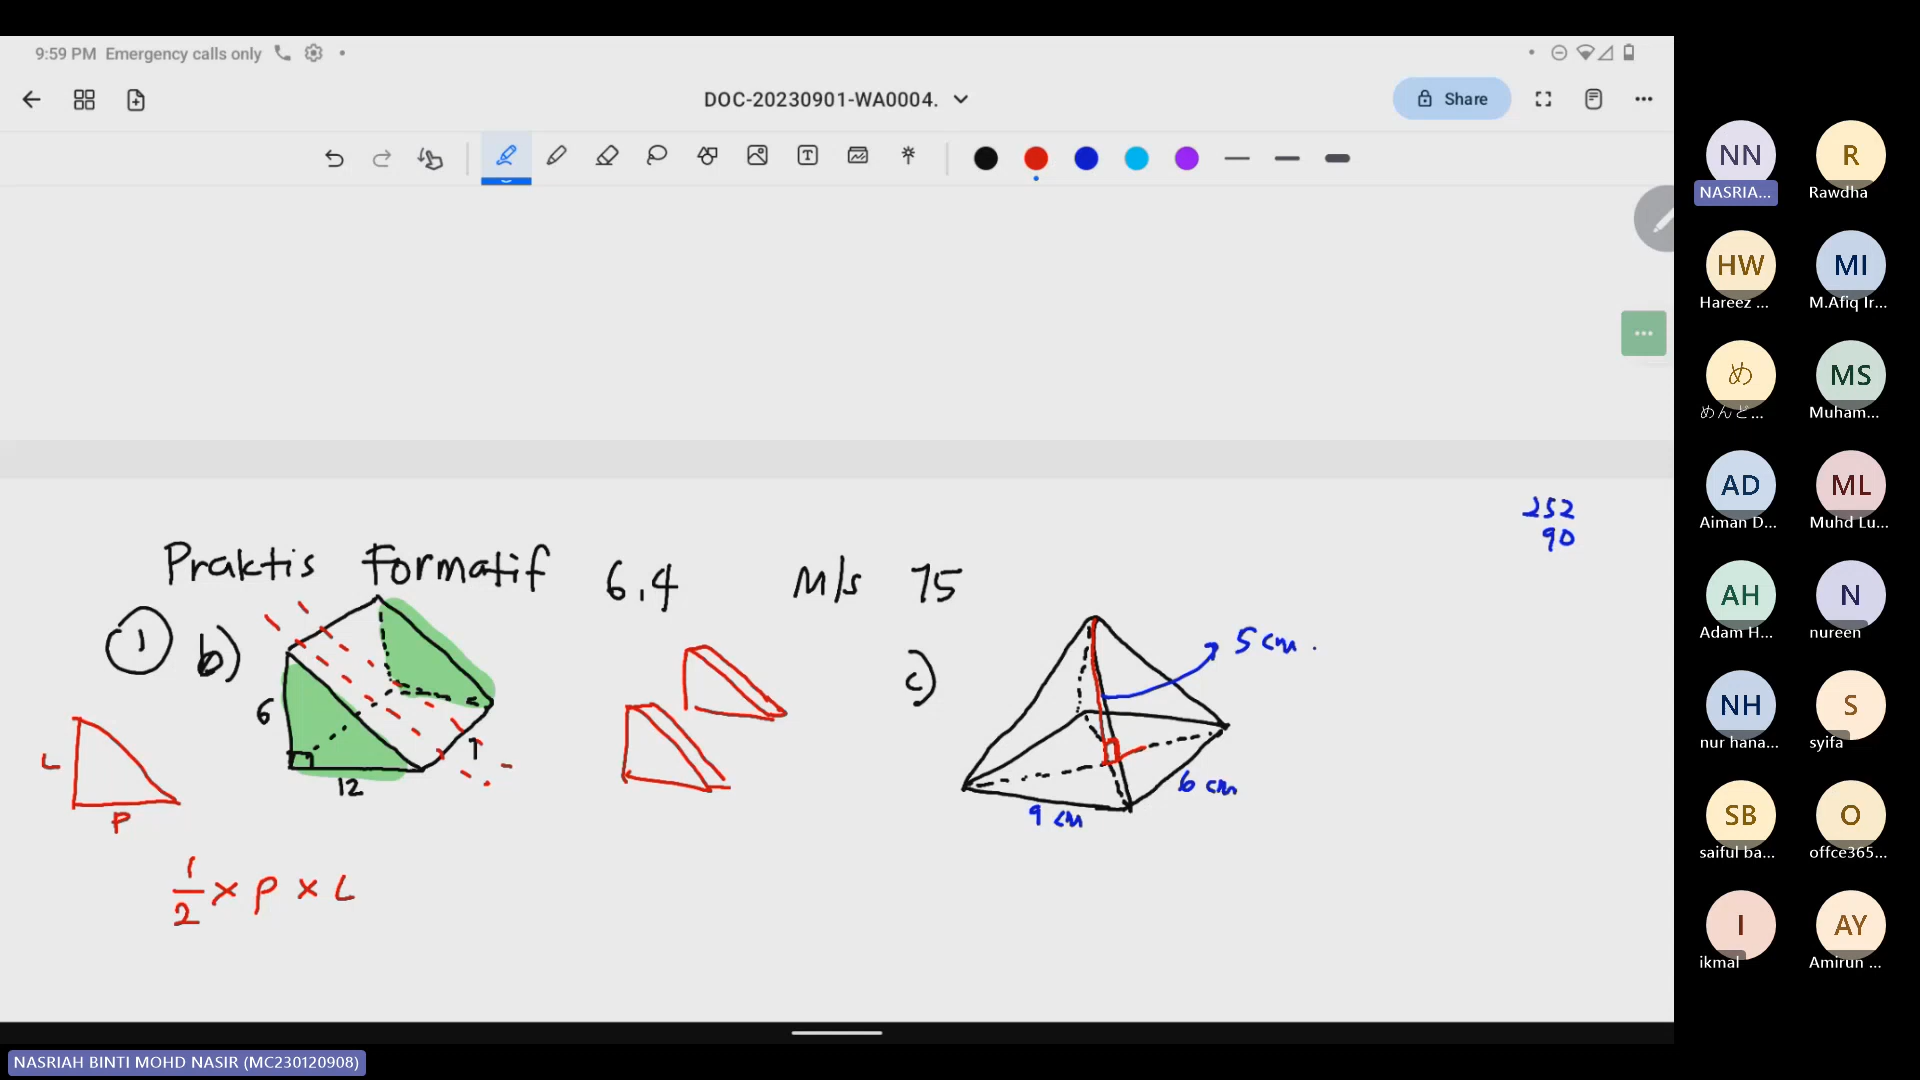 9:59 PM Emergency calls only
DOC-20230901-WA0004.
Share
T
252
90
Praktis Formatif 6.4 M/s 75
1 b)
6
12
7
L
P
1/2 × P × L
c)
5 cm.
6 cm
9 cm
NN
NASRIA...
R
Rawdha
HW
Hareez ...
MI
M.Afiq Ir...
め
めんど...
MS
Muham...
AD
Aiman D...
ML
Muhd Lu...
AH
Adam H...
N
nureen
NH
nur hana...
S
syifa
SB
saiful ba...
O
offce365...
I
ikmal
AY
Amirun ...
NASRIAH BINTI MOHD NASIR (MC230120908)